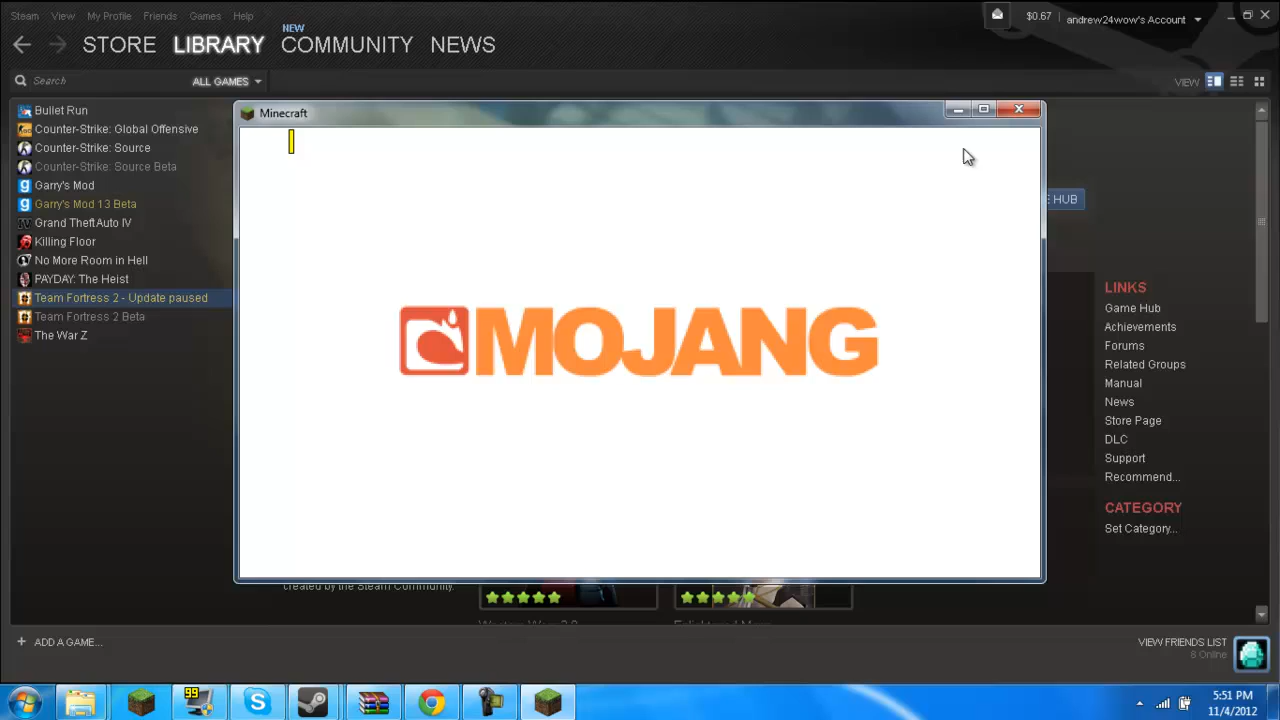 Steam View My Profile Friends Games Help
$0.67 andrew24wow's Account
NEW
STORE LIBRARY COMMUNITY NEWS
Search ALL GAMES VIEW
Bullet Run
Counter-Strike: Global Offensive
Counter-Strike: Source
Counter-Strike: Source Beta
Garry's Mod
Garry's Mod 13 Beta
Grand Theft Auto IV
Killing Floor
No More Room in Hell
PAYDAY: The Heist
Team Fortress 2 - Update paused
Team Fortress 2 Beta
The War Z
Minecraft
MOJANG
E HUB
LINKS
Game Hub
Achievements
Forums
Related Groups
Manual
News
Store Page
DLC
Support
Recommend...
CATEGORY
Set Category...
created by the Steam Community.
+ ADD A GAME...
VIEW FRIENDS LIST
8 Online
99
5:51 PM
11/4/2012